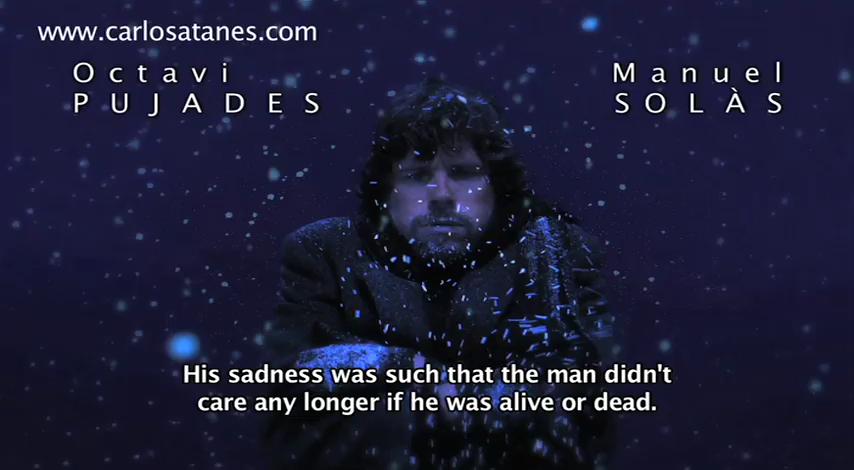 www.carlosatanes.com
Octavi
PUJADES
Manuel
SOLÀS
His sadness was such that the man didn't
care any longer if he was alive or dead.